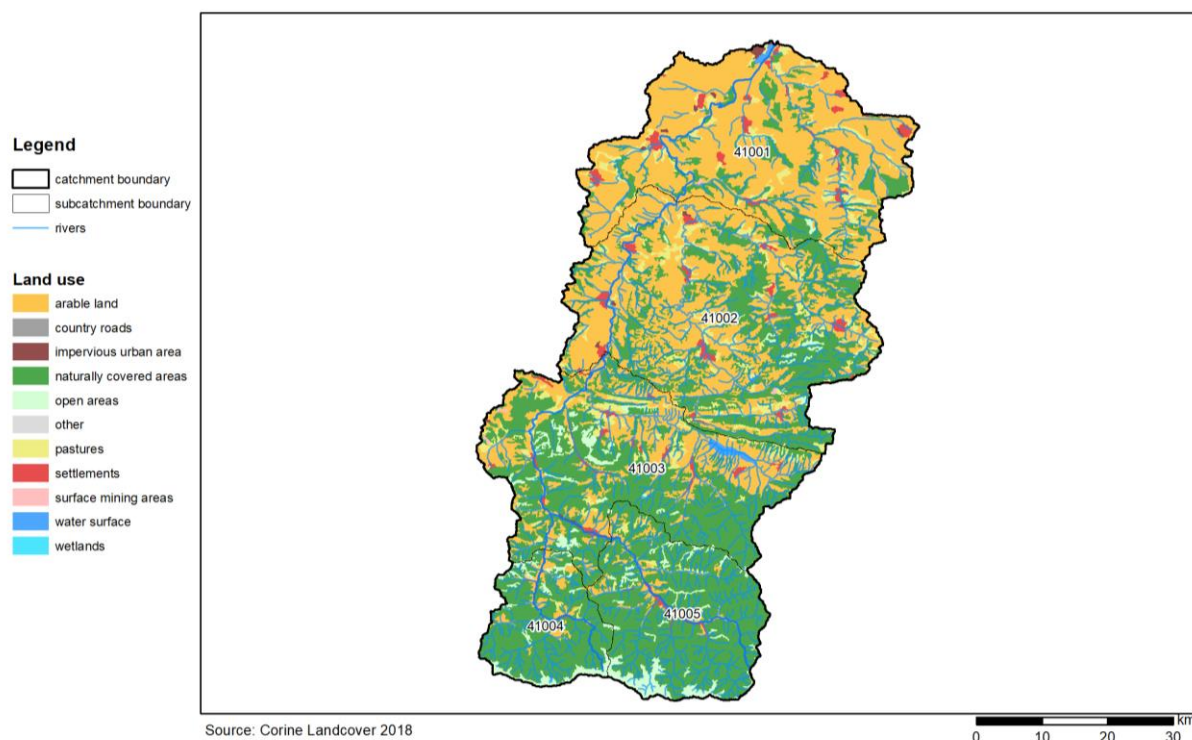 Legend
catchment boundary
subcatchment boundary
rivers
Land use
arable land
country roads
impervious urban area
naturally covered areas
open areas
other
pastures
settlements
surface mining areas
water surface
wetlands
41001
41002
41003
41004
41005
Source: Corine Landcover 2018
km
0 10 20 30